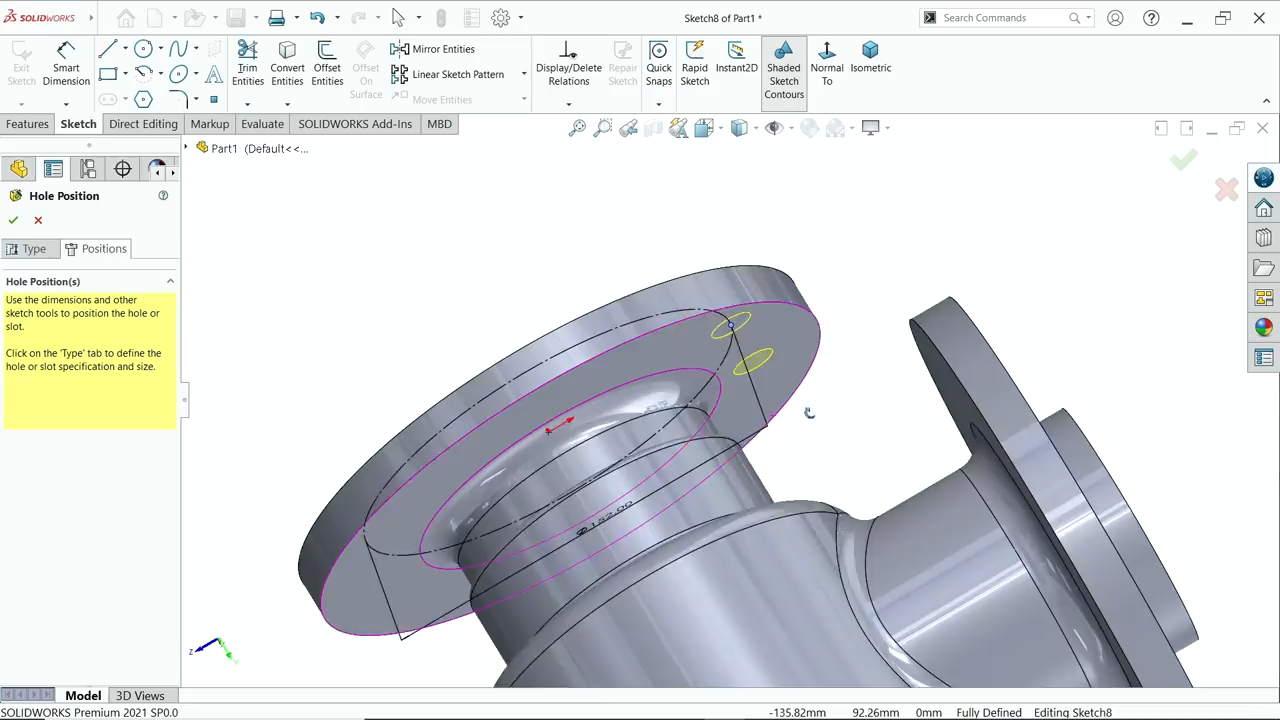 SOLIDWORKS
Sketch8 of Part1 *
Search Commands
Exit Sketch
Smart Dimension
Trim Entities
Convert Entities
Offset Entities
Offset On Surface
Mirror Entities
Linear Sketch Pattern
Move Entities
Display/Delete Relations
Repair Sketch
Quick Snaps
Rapid Sketch
Instant2D
Shaded Sketch Contours
Normal To
Isometric
Features
Sketch
Direct Editing
Markup
Evaluate
SOLIDWORKS Add-Ins
MBD
Part1 (Default<<...
Hole Position
Type
Positions
Hole Position(s)
Use the dimensions and other
sketch tools to position the hole or
slot.
Click on the 'Type' tab to define the
hole or slot specification and size.
Z
Model
3D Views
SOLIDWORKS Premium 2021 SP0.0
-135.82mm
92.26mm
0mm
Fully Defined
Editing Sketch8